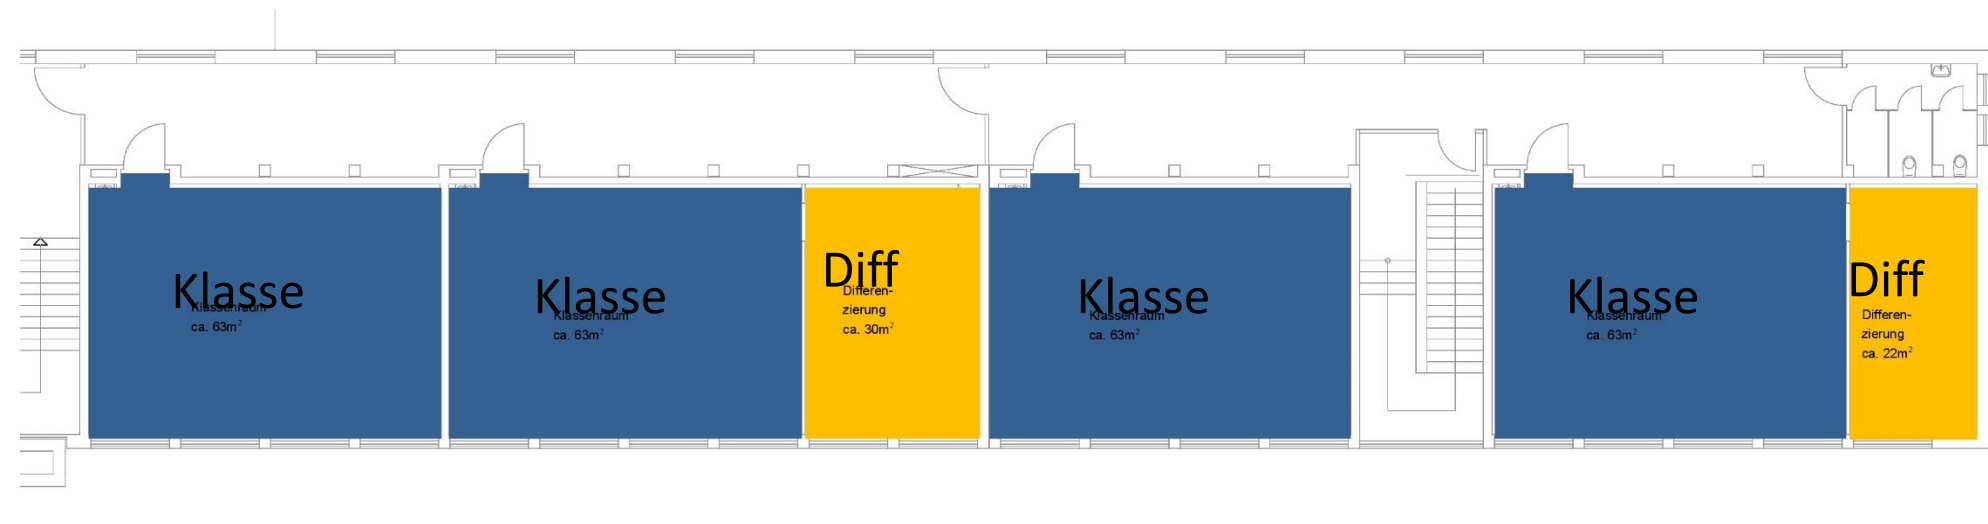 Klasse
Klassenraum
ca. 63m²
Klasse
Klassenraum
ca. 63m²
Diff
Differen-
zierung
ca. 30m²
Klasse
Klassenraum
ca. 63m²
Klasse
Klassenraum
ca. 63m²
Diff
Differen-
zierung
ca. 22m²